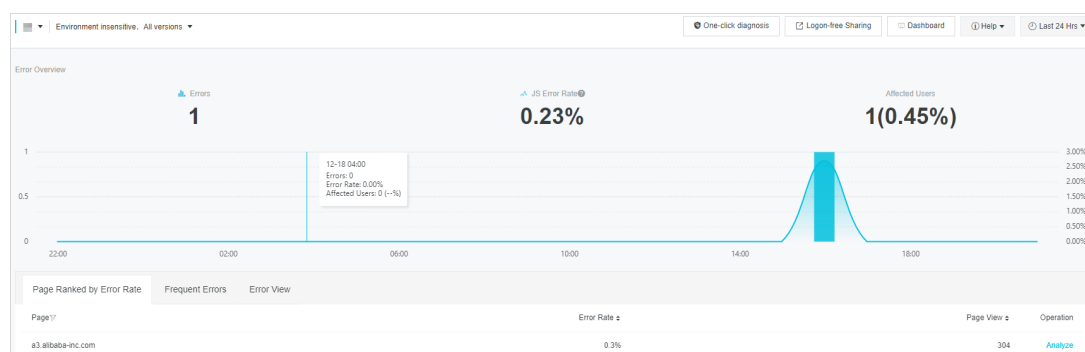 Environment insensitive, All versions One-click diagnosis Logon-free Sharing Dashboard Help Last 24 Hrs
Error Overview
Errors JS Error Rate Affected Users
1 0.23% 1(0.45%)
1 3.00%
12-18 04:00
Errors: 0
Error Rate: 0.00%
Affected Users: 0 (--%)
2.50%
2.00%
0.5 1.50%
1.00%
0.50%
0 0.00%
22:00 02:00 06:00 10:00 14:00 18:00
Page Ranked by Error Rate Frequent Errors Error View
Page Error Rate Page View Operation
a3.alibaba-inc.com 0.3% 304 Analyze